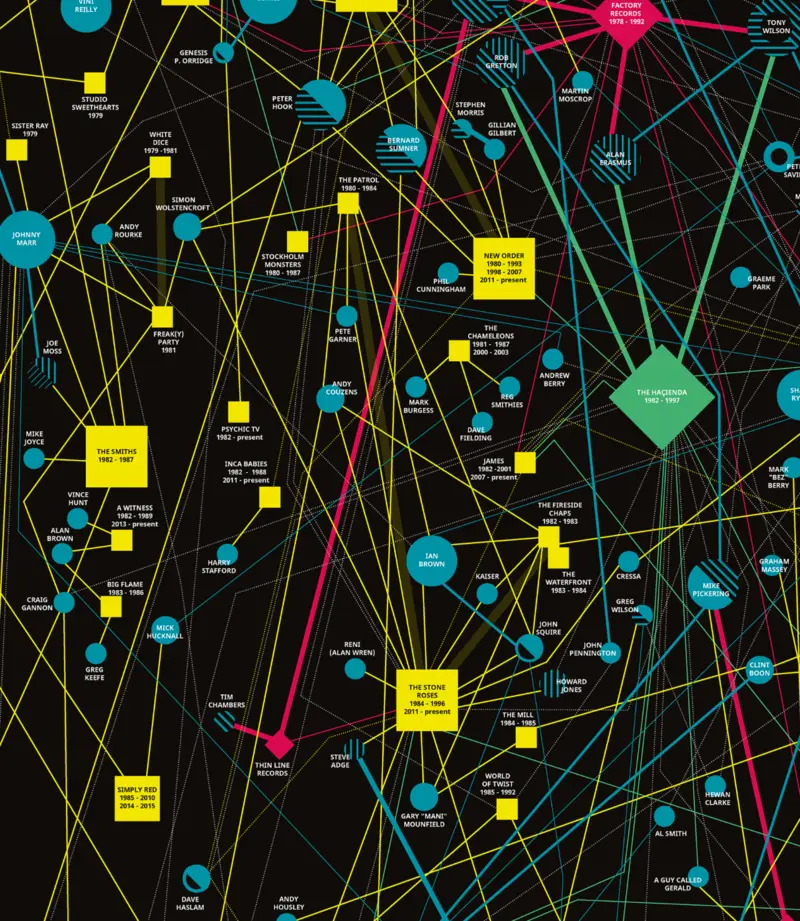 VINI
REILLY
FACTORY
RECORDS
1978 - 1992
TONY
WILSON
GENESIS
P. ORRIDGE
ROB
GRETTON
STUDIO
SWEETHEARTS
1979
PETER
HOOK
MARTIN
MOSCROP
STEPHEN
MORRIS
GILLIAN
GILBERT
SISTER RAY
1979
WHITE
DICE
1979 -1981
BERNARD
SUMNER
ALAN
ERASMUS
THE PATROL
1980 - 1984
SIMON
WOLSTENCROFT
JOHNNY
MARR
ANDY
ROURKE
STOCKHOLM
MONSTERS
1980 - 1987
NEW ORDER
1980 - 1993
1998 - 2007
2011 - present
PHIL
CUNNINGHAM
GRAEME
PARK
FREAK(Y)
PARTY
1981
PETE
GARNER
THE
CHAMELEONS
1981 - 1987
2000 - 2003
JOE
MOSS
ANDREW
BERRY
ANDY
COUZENS
MARK
BURGESS
REG
SMITHIES
THE HAÇIENDA
1982 - 1997
DAVE
FIELDING
PSYCHIC TV
1982 - present
MIKE
JOYCE
THE SMITHS
1982 - 1987
INCA BABIES
1982 - 1988
2011 - present
JAMES
1982 -2001
2007 - present
MARK
"BEZ"
BERRY
VINCE
HUNT
A WITNESS
1982 - 1989
2013 - present
ALAN
BROWN
THE FIRESIDE
CHAPS
1982 - 1983
HARRY
STAFFORD
IAN
BROWN
KAISER
THE
WATERFRONT
1983 - 1984
CRESSA
GRAHAM
MASSEY
MIKE
PICKERING
CRAIG
GANNON
BIG FLAME
1983 - 1986
GREG
WILSON
MICK
HUCKNALL
JOHN
SQUIRE
RENI
(ALAN WREN)
JOHN
PENNINGTON
GREG
KEEFE
CLINT
BOON
HOWARD
JONES
THE STONE
ROSES
1984 - 1996
2011 - present
TIM
CHAMBERS
THE MILL
1984 - 1985
THIN LINE
RECORDS
STEVE
ADGE
SIMPLY RED
1985 - 2010
2014 - 2015
WORLD
OF TWIST
1985 - 1992
GARY "MANI"
MOUNFIELD
HEWAN
CLARKE
AL SMITH
A GUY CALLED
GERALD
DAVE
HASLAM
ANDY
HOUSLEY